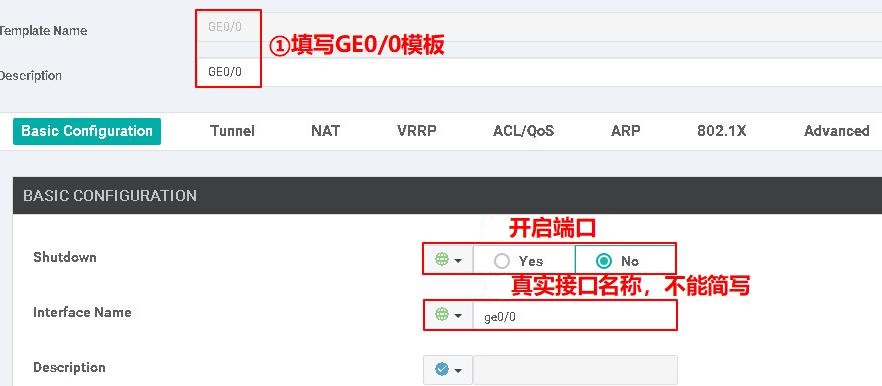 Template Name GE0/0
①填写GE0/0模板
Description GE0/0
Basic Configuration Tunnel NAT VRRP ACL/QoS ARP 802.1X Advanced
BASIC CONFIGURATION
开启端口
Shutdown Yes No
真实接口名称，不能简写
Interface Name ge0/0
Description